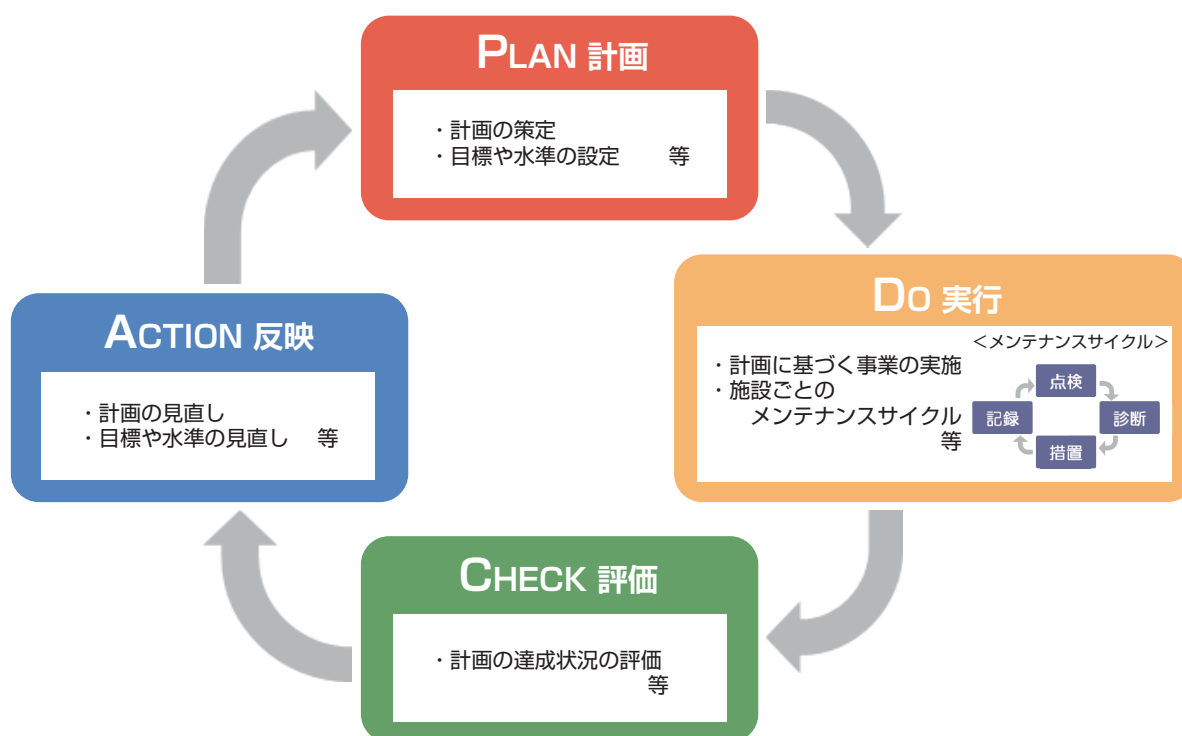 PLAN 計画
・計画の策定
・目標や水準の設定　等
DO 実行
・計画に基づく事業の実施
・施設ごとの
メンテナンスサイクル
等
＜メンテナンスサイクル＞
点検
診断
措置
記録
CHECK 評価
・計画の達成状況の評価
等
ACTION 反映
・計画の見直し
・目標や水準の見直し　等